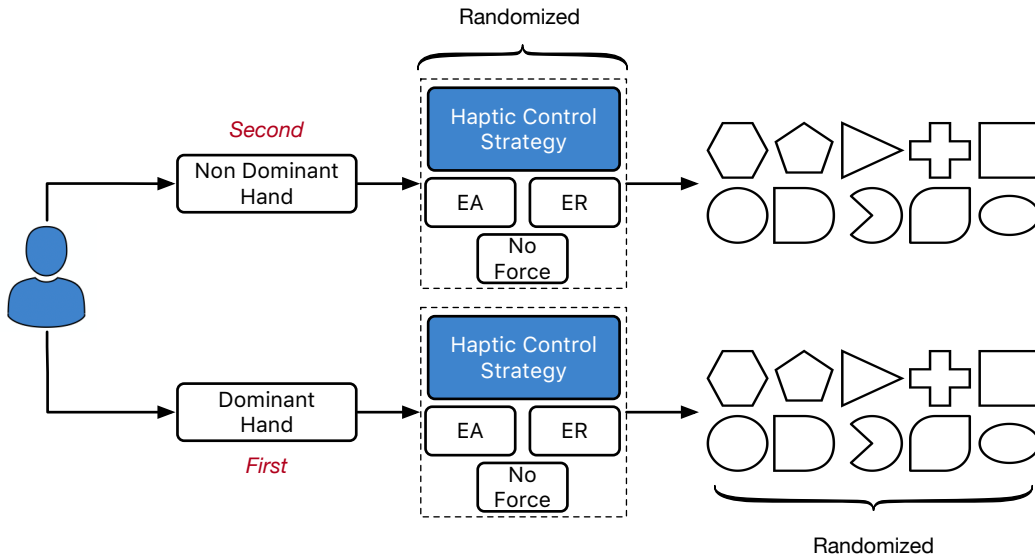 Randomized
Second
Non Dominant
Hand
Haptic Control
Strategy
EA
ER
No
Force
Dominant
Hand
First
Haptic Control
Strategy
EA
ER
No
Force
Randomized